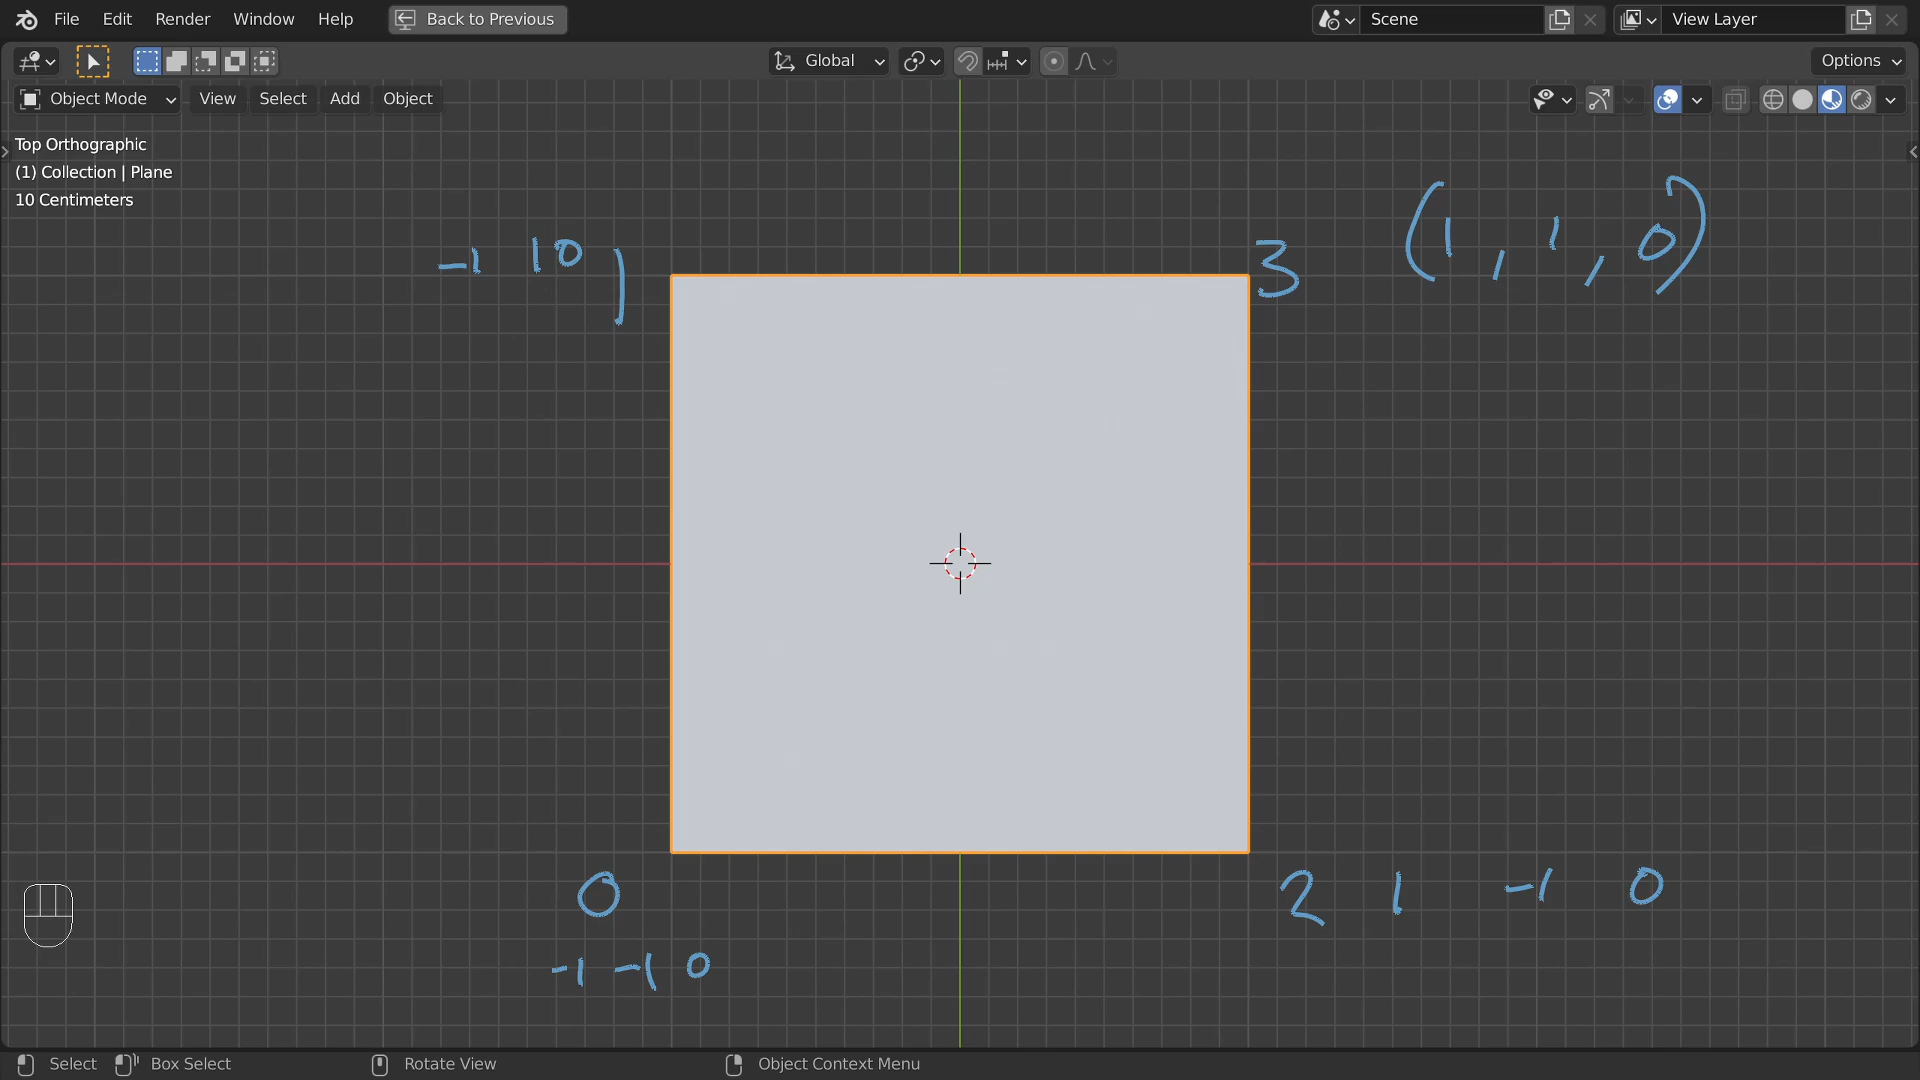 File Edit Render Window Help Back to Previous Scene View Layer
Global Options
Object Mode View Select Add Object
Top Orthographic
(1) Collection | Plane
10 Centimeters
-1 1 0 1
3 (1, 1, 0)
0
-1 -1 0
2 1 -1 0
Select Box Select Rotate View Object Context Menu